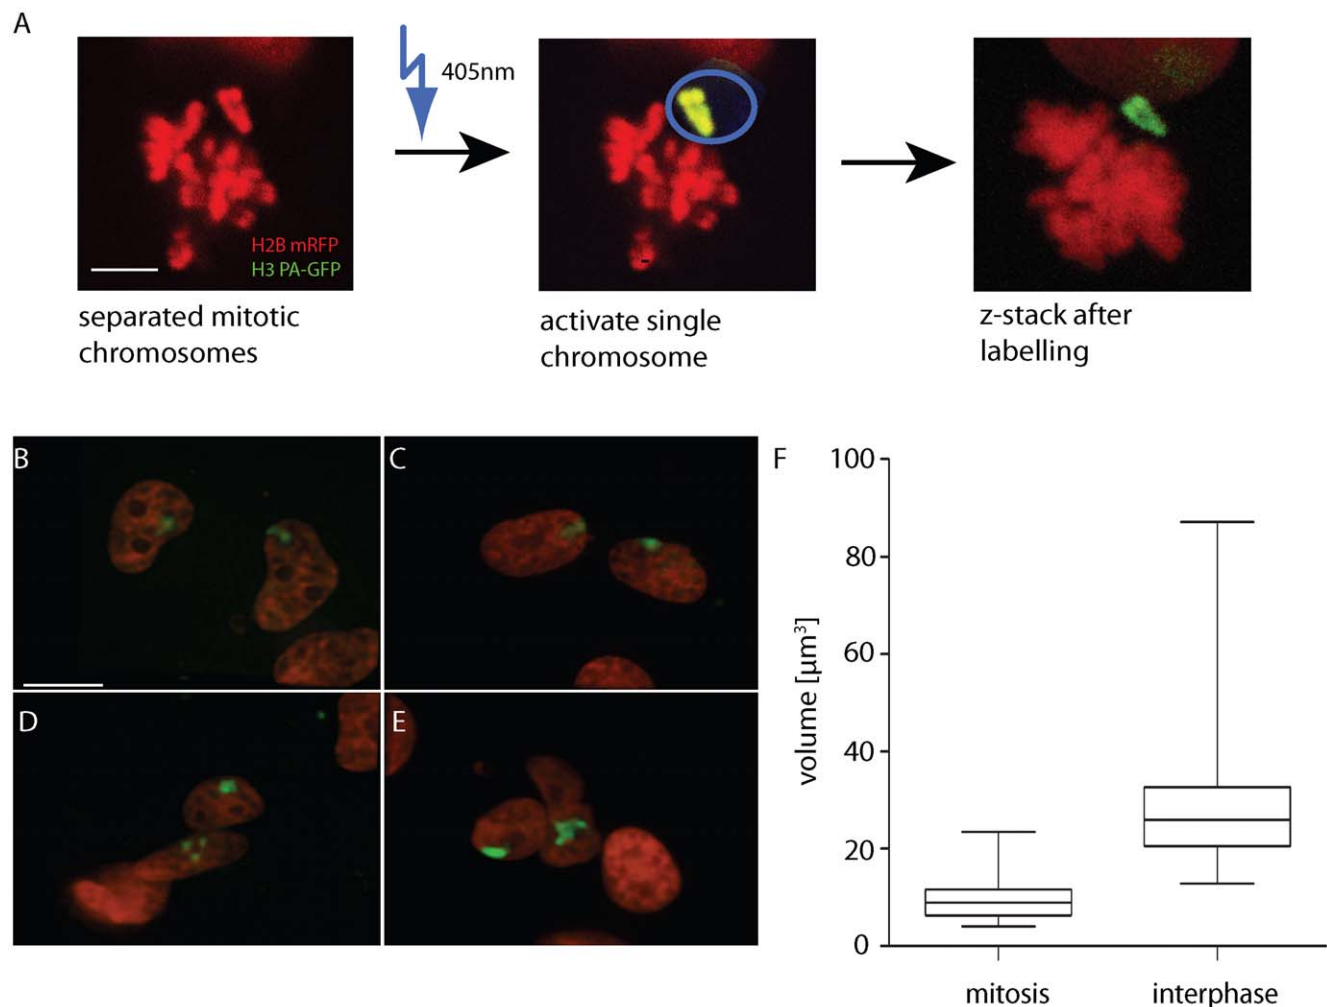 A
405nm
H2B mRFP
H3 PA-GFP
separated mitotic
chromosomes
activate single
chromosome
z-stack after
labelling
B
C
D
E
F
volume [µm³]
100
80
60
40
20
0
mitosis
interphase